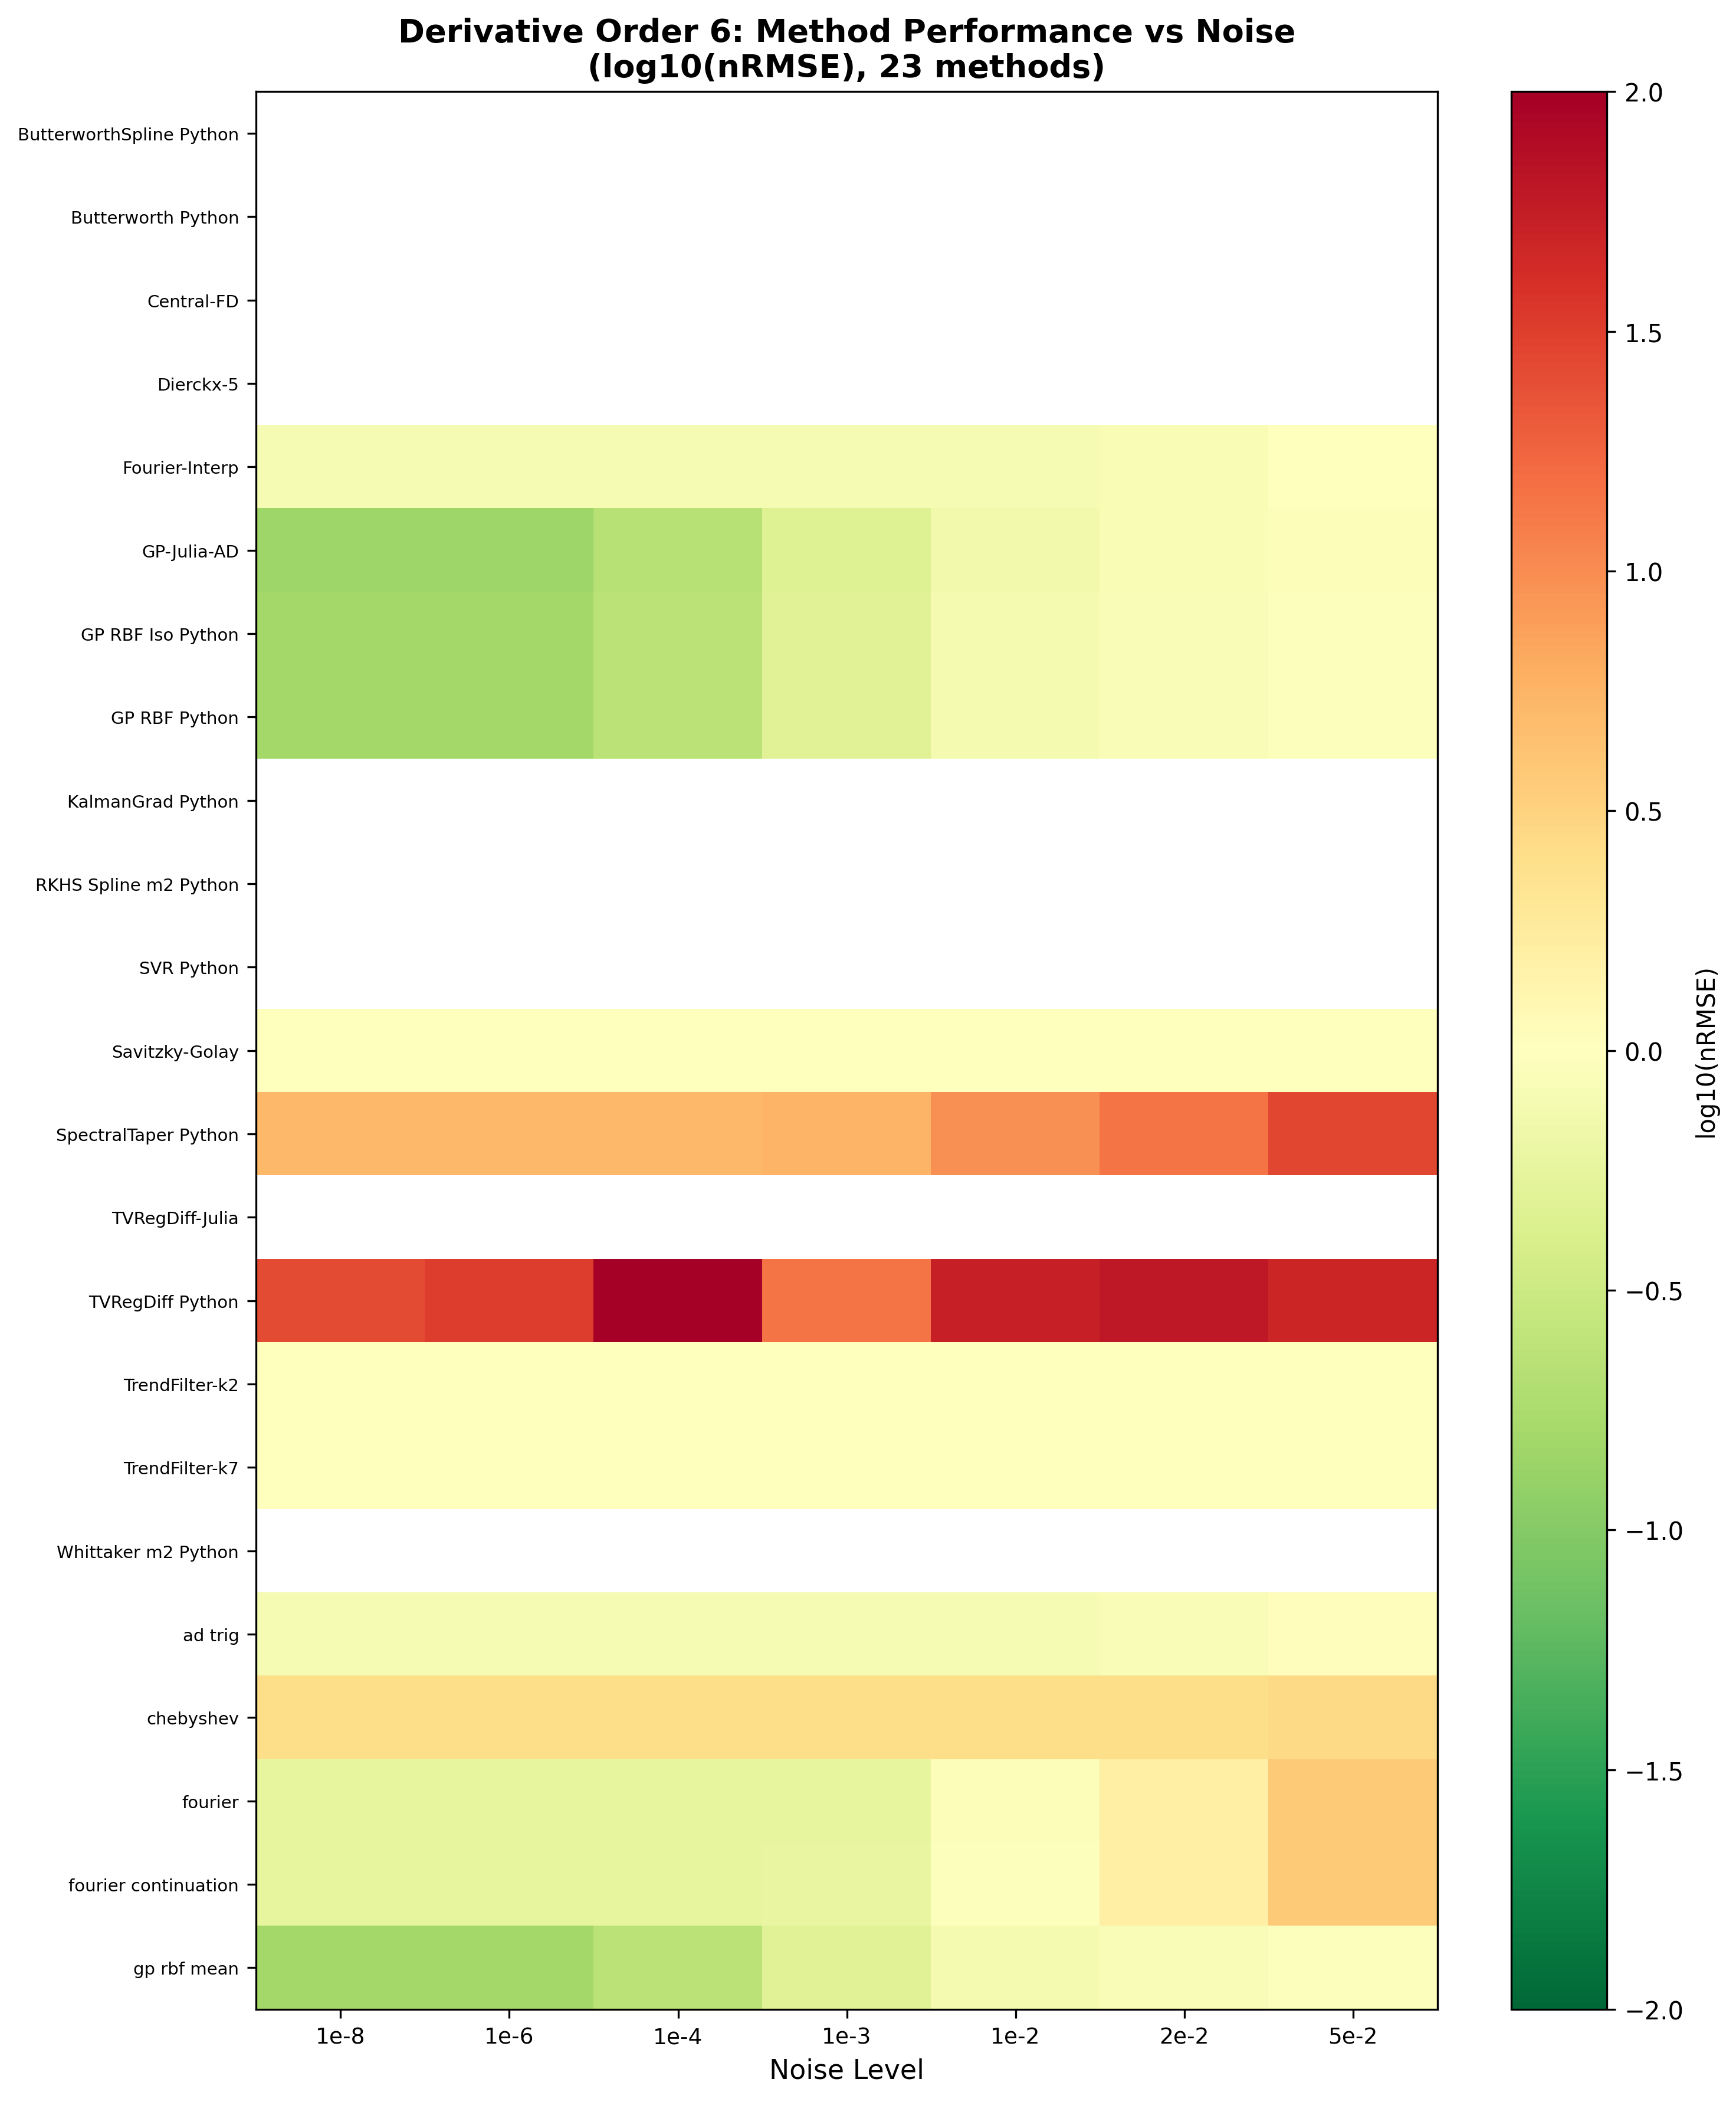 Derivative Order 6: Method Performance vs Noise
(log10(nRMSE), 23 methods)
ButterworthSpline Python
Butterworth Python
Central-FD
Dierckx-5
Fourier-Interp
GP-Julia-AD
GP RBF Iso Python
GP RBF Python
KalmanGrad Python
RKHS Spline m2 Python
SVR Python
Savitzky-Golay
SpectralTaper Python
TVRegDiff-Julia
TVRegDiff Python
TrendFilter-k2
TrendFilter-k7
Whittaker m2 Python
ad trig
chebyshev
fourier
fourier continuation
gp rbf mean
1e-8 1e-6 1e-4 1e-3 1e-2 2e-2 5e-2
Noise Level
2.0
1.5
1.0
0.5
0.0
−0.5
−1.0
−1.5
−2.0
log10(nRMSE)